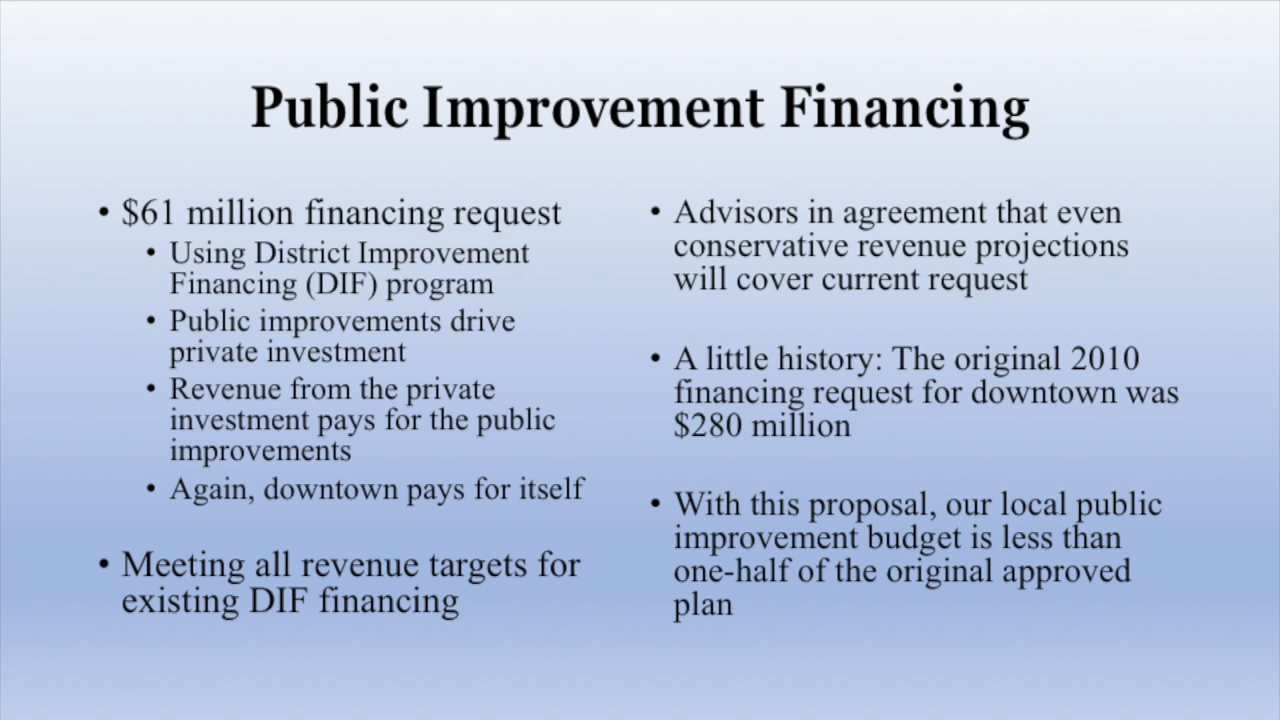 Public Improvement Financing
• $61 million financing request
• Using District Improvement
Financing (DIF) program
• Public improvements drive
private investment
• Revenue from the private
investment pays for the public
improvements
• Again, downtown pays for itself
• Meeting all revenue targets for
existing DIF financing
• Advisors in agreement that even
conservative revenue projections
will cover current request
• A little history: The original 2010
financing request for downtown was
$280 million
• With this proposal, our local public
improvement budget is less than
one-half of the original approved
plan